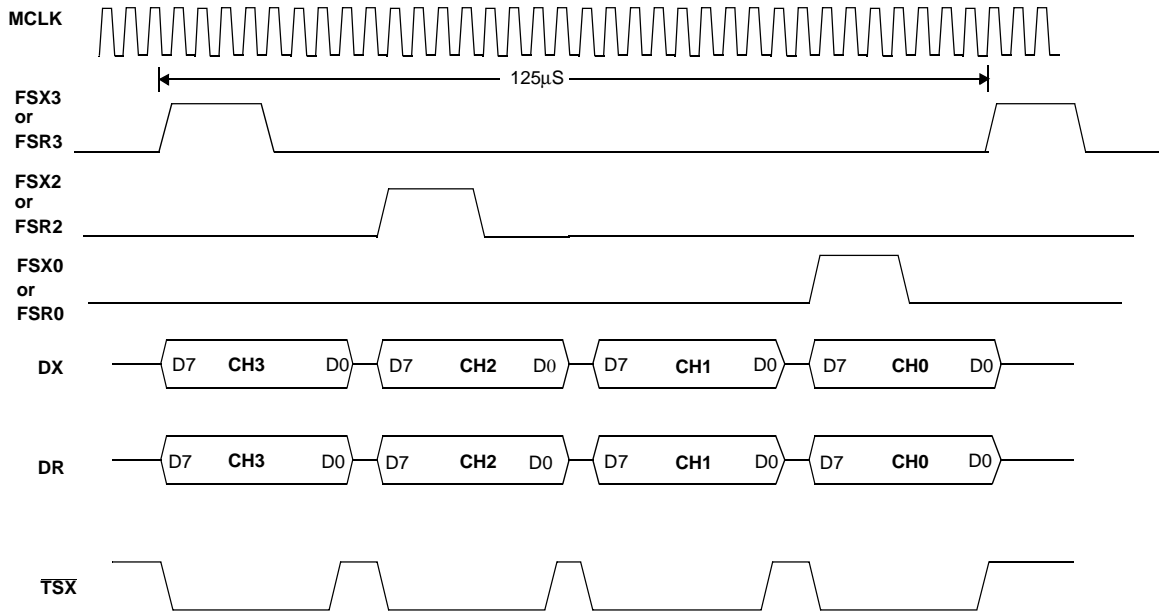 MCLK
125μS
FSX3
or
FSR3
FSX2
or
FSR2
FSX0
or
FSR0
DX
D7 CH3 D0 D7 CH2 D0 D7 CH1 D0 D7 CH0 D0
DR
D7 CH3 D0 D7 CH2 D0 D7 CH1 D0 D7 CH0 D0
T̅S̅X̅